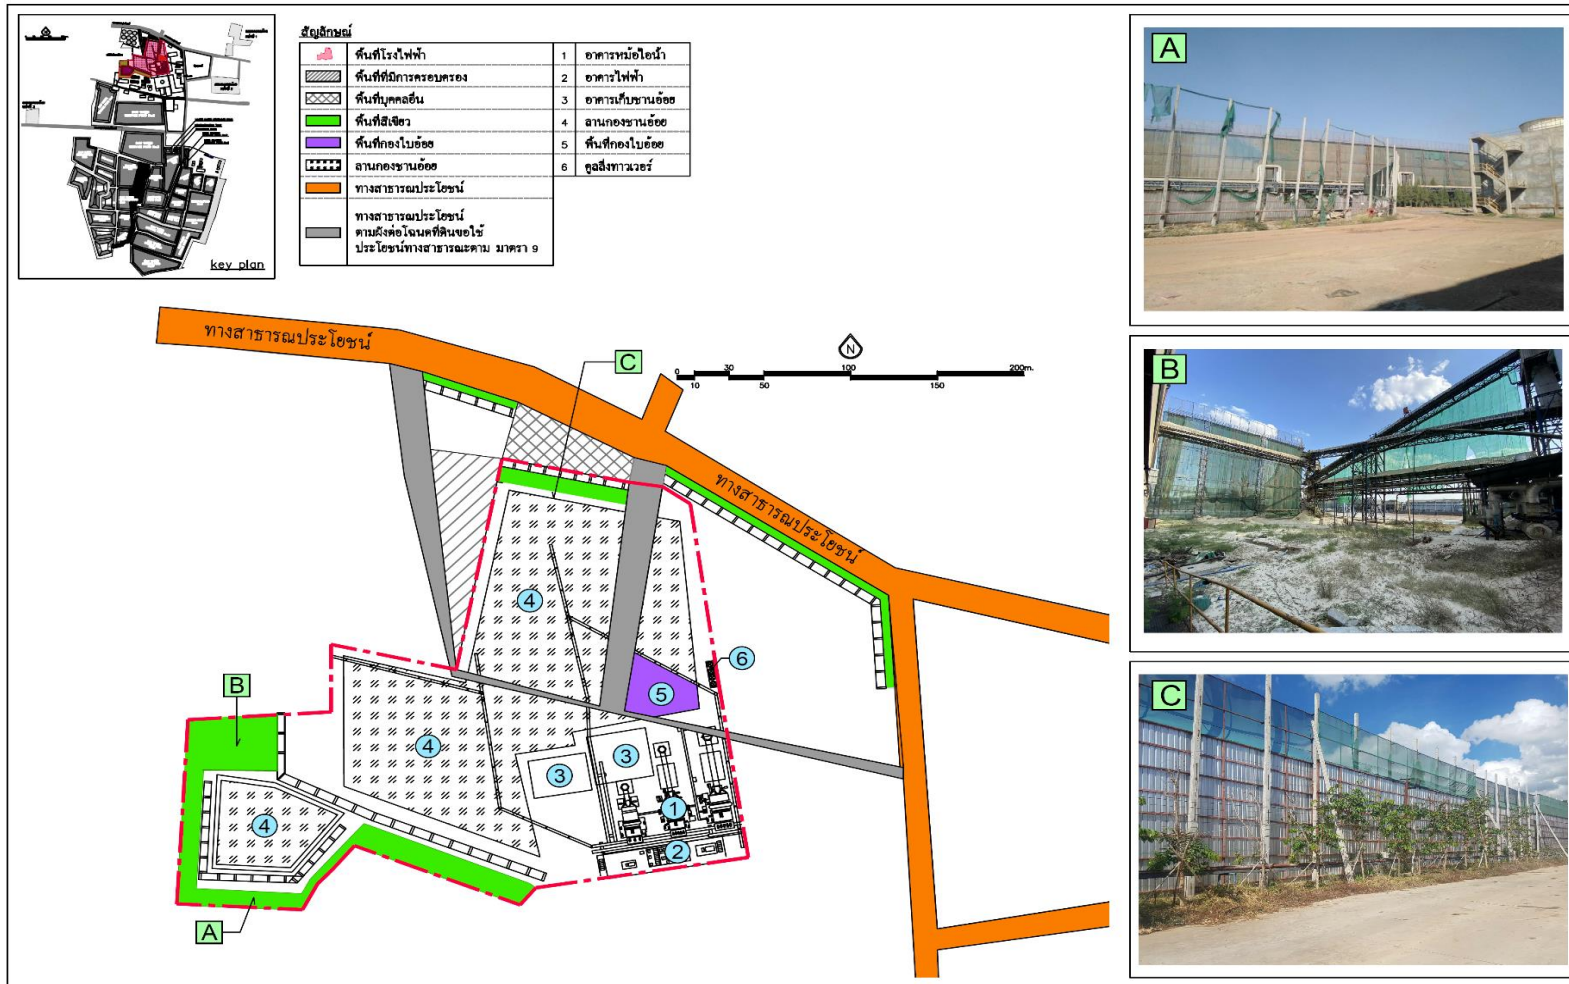 key plan
สัญลักษณ์
พื้นที่โรงไฟฟ้า
พื้นที่ที่มีการครอบครอง
พื้นที่บุคคลอื่น
พื้นที่สีเขียว
พื้นที่กองใบอ้อย
ลานกองชานอ้อย
ทางสาธารณประโยชน์
ทางสาธารณประโยชน์
ตามผังต่อโฉนดที่ดินขอใช้
ประโยชน์ทางสาธารณะตาม มาตรา 9
1 อาคารหม้อไอน้ำ
2 อาคารไฟฟ้า
3 อาคารเก็บชานอ้อย
4 ลานกองชานอ้อย
5 พื้นที่กองใบอ้อย
6 คูลลิ่งทาวเวอร์
ทางสาธารณประโยชน์
C
N
0 30 100 200m.
10 50 150
ทางสาธารณประโยชน์
4
6
5
B
4
3
3
4
1
2
A
A
B
C